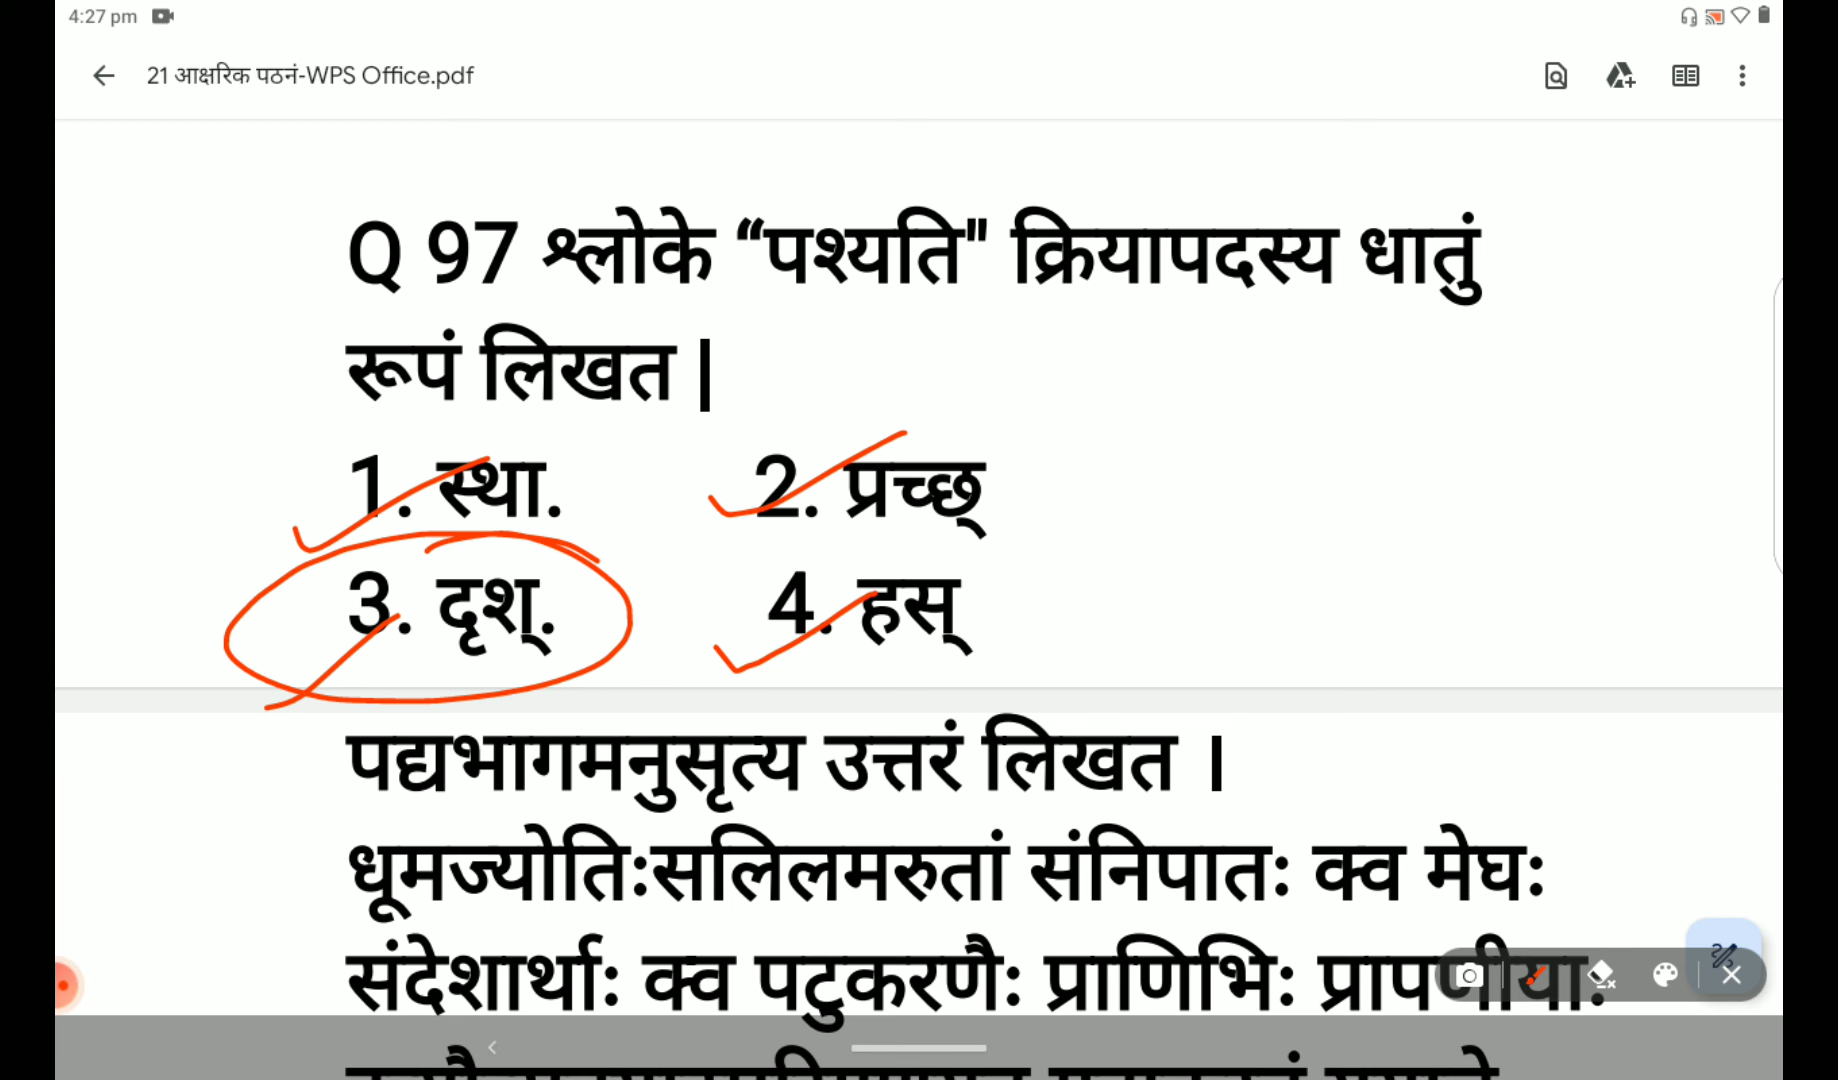 4:27 pm
21 आक्षरिक पठनं-WPS Office.pdf
Q 97 श्लोके “पश्यति" क्रियापदस्य धातुं
रूपं लिखत |
1. स्था. 2. प्रच्छ्
3. दृश्. 4. हस्
पद्यभागमनुसृत्य उत्तरं लिखत ।
धूमज्योतिःसलिलमरुतां संनिपातः क्व मेघः
संदेशार्थाः क्व पटुकरणैः प्राणिभिः प्रापणीयाः